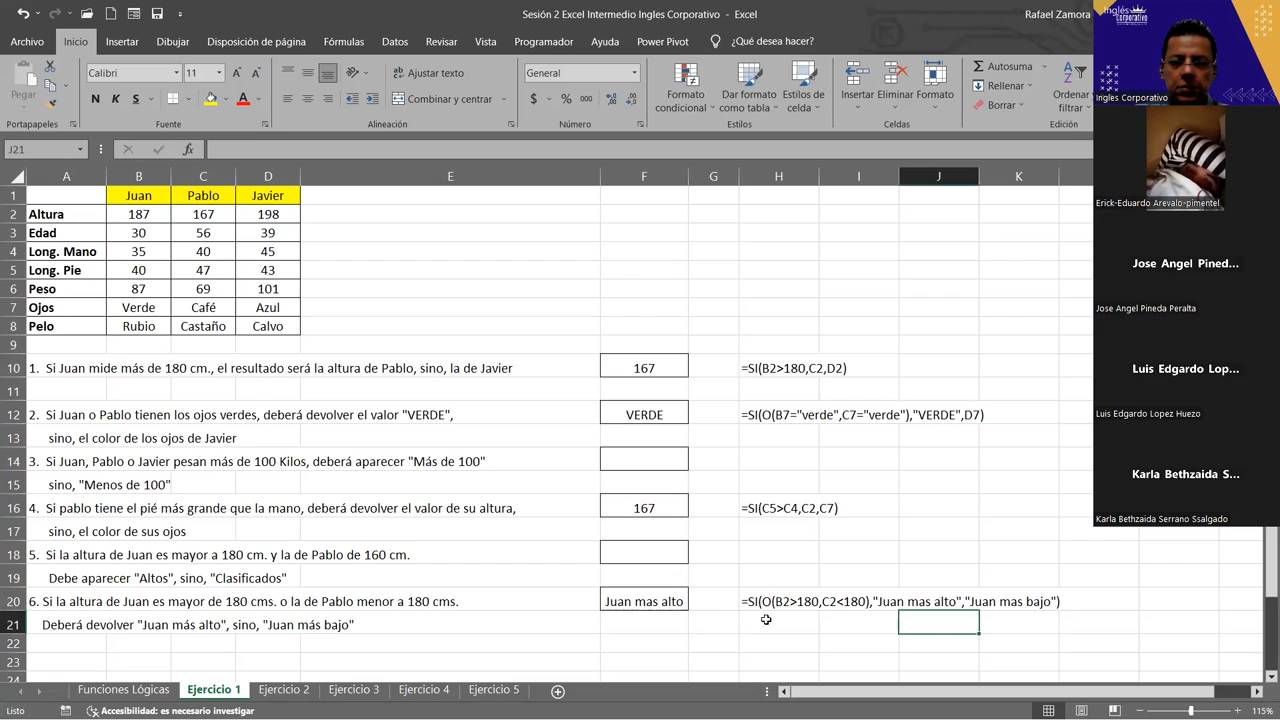 Sesión 2 Excel Intermedio Ingles Corporativo - Excel
Rafael Zamora
Archivo Inicio Insertar Dibujar Disposición de página Fórmulas Datos Revisar Vista Programador Ayuda Power Pivot ¿Qué desea hacer?
Pegar
Calibri 11
N K S
Ajustar texto
Combinar y centrar
General
$ % 000
Formato condicional
Dar formato como tabla
Estilos de celda
Insertar Eliminar Formato
Autosuma
Rellenar
Borrar
Ordenar filtrar
Portapapeles Fuente Alineación Número Estilos Celdas Edición
J21 fx
A B C D E F G H I J K
1 Juan Pablo Javier
2 Altura 187 167 198
3 Edad 30 56 39
4 Long. Mano 35 40 45
5 Long. Pie 40 47 43
6 Peso 87 69 101
7 Ojos Verde Café Azul
8 Pelo Rubio Castaño Calvo
9
10 1. Si Juan mide más de 180 cm., el resultado será la altura de Pablo, sino, la de Javier 167 =SI(B2>180,C2,D2)
11
12 2. Si Juan o Pablo tienen los ojos verdes, deberá devolver el valor "VERDE", VERDE =SI(O(B7="verde",C7="verde"),"VERDE",D7)
13 sino, el color de los ojos de Javier
14 3. Si Juan, Pablo o Javier pesan más de 100 Kilos, deberá aparecer "Más de 100"
15 sino, "Menos de 100"
16 4. Si pablo tiene el pié más grande que la mano, deberá devolver el valor de su altura, 167 =SI(C5>C4,C2,C7)
17 sino, el color de sus ojos
18 5. Si la altura de Juan es mayor a 180 cm. y la de Pablo de 160 cm.
19 Debe aparecer "Altos", sino, "Clasificados"
20 6. Si la altura de Juan es mayor de 180 cms. o la de Pablo menor a 180 cms. Juan mas alto =SI(O(B2>180,C2<180),"Juan mas alto","Juan mas bajo")
21 Deberá devolver "Juan más alto", sino, "Juan más bajo"
22
23
24
Funciones Lógicas Ejercicio 1 Ejercicio 2 Ejercicio 3 Ejercicio 4 Ejercicio 5
Listo Accesibilidad: es necesario investigar 115%
Inglés Corporativo
Ingles Corporativo
Erick-Eduardo Arevalo-pimentel
Jose Angel Pined...
Jose Angel Pineda Peralta
Luis Edgardo Lop...
Luis Edgardo Lopez Huezo
Karla Bethzaida S...
Karla Bethzaida Serrano Ssalgado